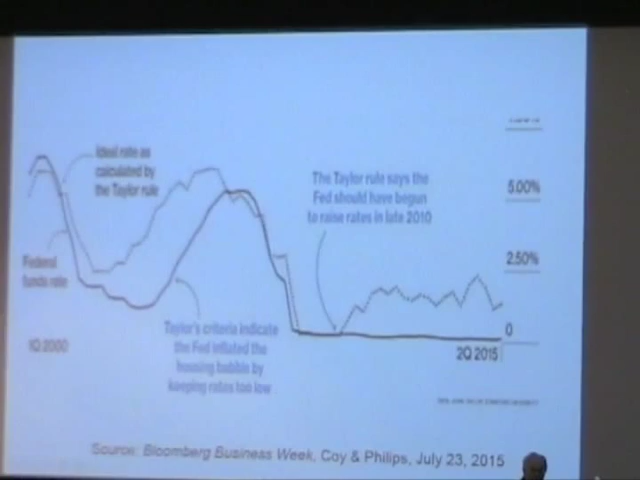 Ideal rate as
calculated by
the Taylor rule
The Taylor rule says the
Fed should have begun
to raise rates in late 2010
5.00%
2.50%
Federal
funds rate
0
Taylor's criteria indicate
the Fed inflated the
housing bubble by
keeping rates too low
1Q 2000
2Q 2015
Source: Bloomberg Business Week, Coy & Philips, July 23, 2015